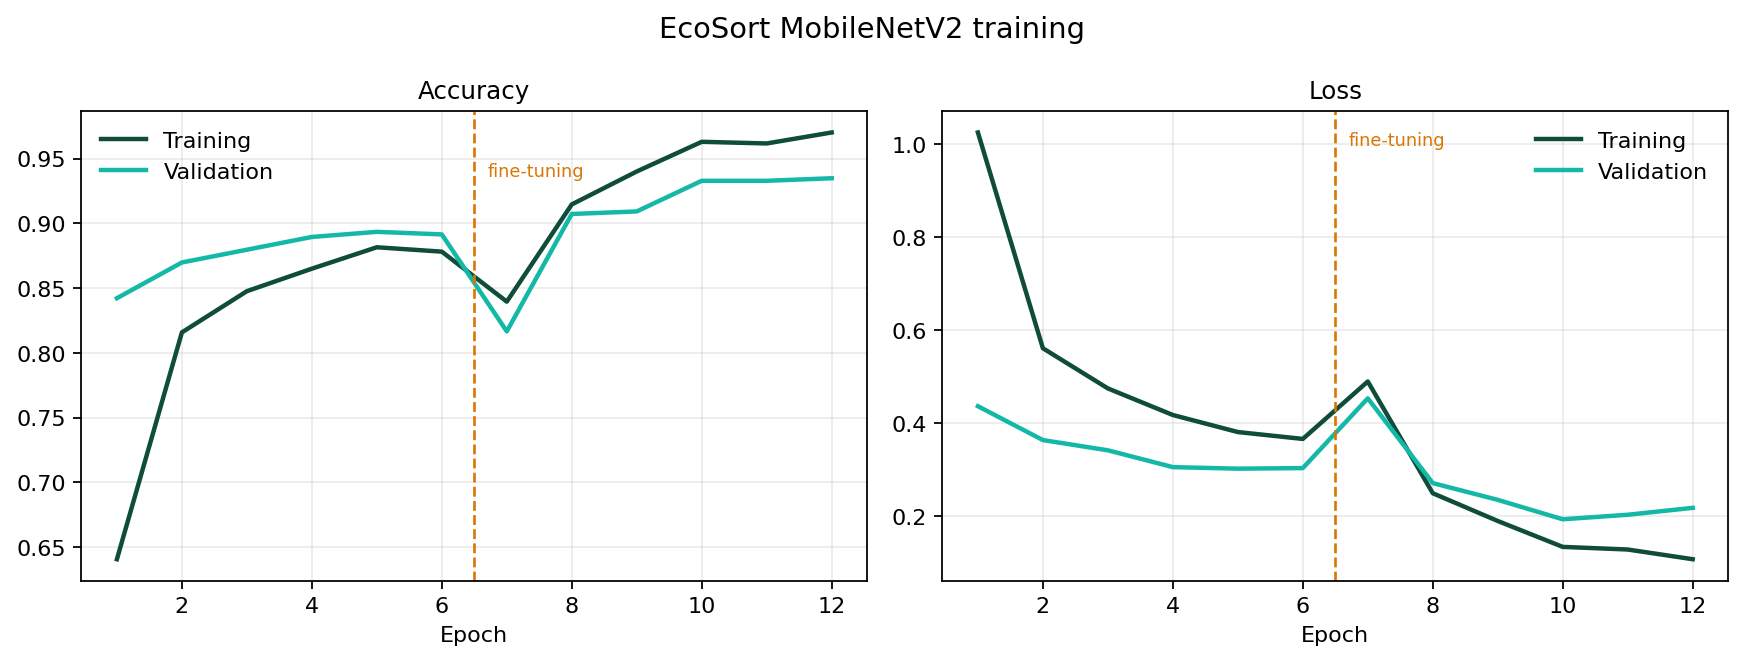 EcoSort MobileNetV2 training
Accuracy
Training
Validation
fine-tuning
0.95
0.90
0.85
0.80
0.75
0.70
0.65
2 4 6 8 10 12
Epoch
Loss
fine-tuning
Training
Validation
1.0
0.8
0.6
0.4
0.2
2 4 6 8 10 12
Epoch